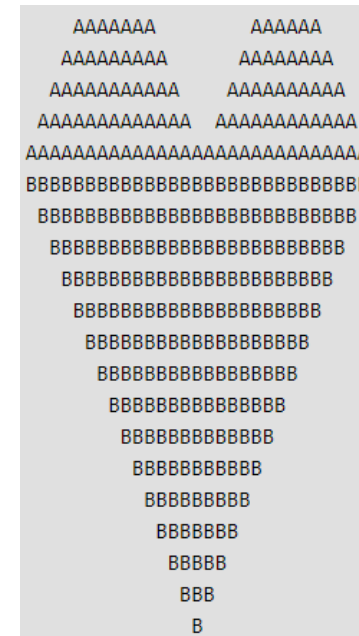 AAAAAAA        AAAAAA
   AAAAAAAAA      AAAAAAAA
  AAAAAAAAAAA    AAAAAAAAAA
 AAAAAAAAAAAAA  AAAAAAAAAAAA
AAAAAAAAAAAAAAAAAAAAAAAAAAAAA
BBBBBBBBBBBBBBBBBBBBBBBBBBBBB
 BBBBBBBBBBBBBBBBBBBBBBBBBBB
  BBBBBBBBBBBBBBBBBBBBBBBBB
   BBBBBBBBBBBBBBBBBBBBBBB
    BBBBBBBBBBBBBBBBBBBBB
     BBBBBBBBBBBBBBBBBBB
      BBBBBBBBBBBBBBBBB
       BBBBBBBBBBBBBBB
        BBBBBBBBBBBBB
         BBBBBBBBBBB
          BBBBBBBBB
           BBBBBBB
            BBBBB
             BBB
              B